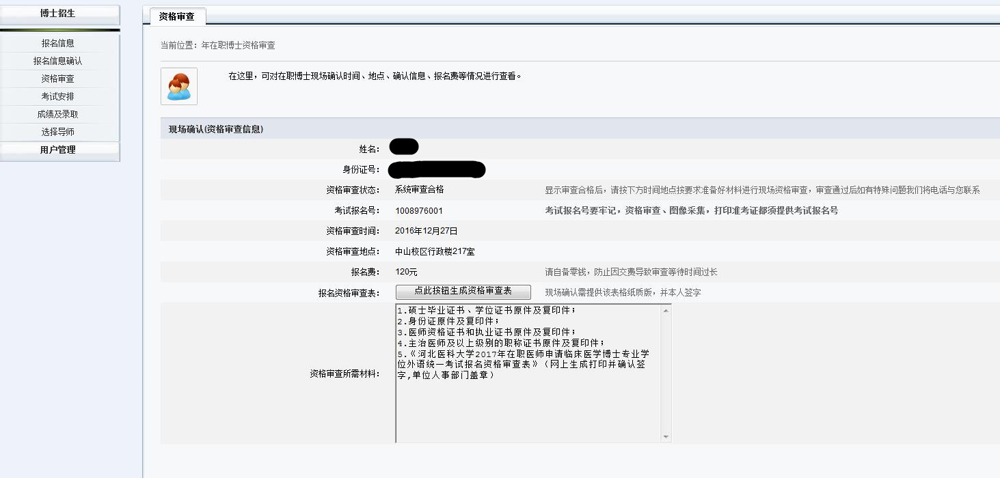 博士招生
报名信息
报名信息确认
资格审查
考试安排
成绩及录取
选择导师
用户管理
资格审查
当前位置：年在职博士资格审查
在这里，可对在职博士现场确认时间、地点、确认信息、报名费等情况进行查看。
现场确认(资格审查信息)
姓名：
身份证号：
资格审查状态： 系统审查合格 显示审查合格后，请按下方时间地点按要求准备好材料进行现场资格审查，审查通过后如有特殊问题我们将电话与您联系
考试报名号： 1008976001 考试报名号要牢记，资格审查、图像采集，打印准考证都须提供考试报名号
资格审查时间： 2016年12月27日
资格审查地点： 中山校区行政楼217室
报名费： 120元 请自备零钱，防止因交费导致审查等待时间过长
报名资格审查表： 点此按钮生成资格审查表 现场确认需提供该表格纸质版，并本人签字
资格审查所需材料：
1.硕士毕业证书、学位证书原件及复印件；
2.身份证原件及复印件；
3.医师资格证书和执业证书原件及复印件；
4.主治医师及以上级别的职称证书原件及复印件；
5.《河北医科大学2017年在职医师申请临床医学博士专业学
位外语统一考试报名资格审查表》（网上生成打印并确认签
字,单位人事部门盖章）